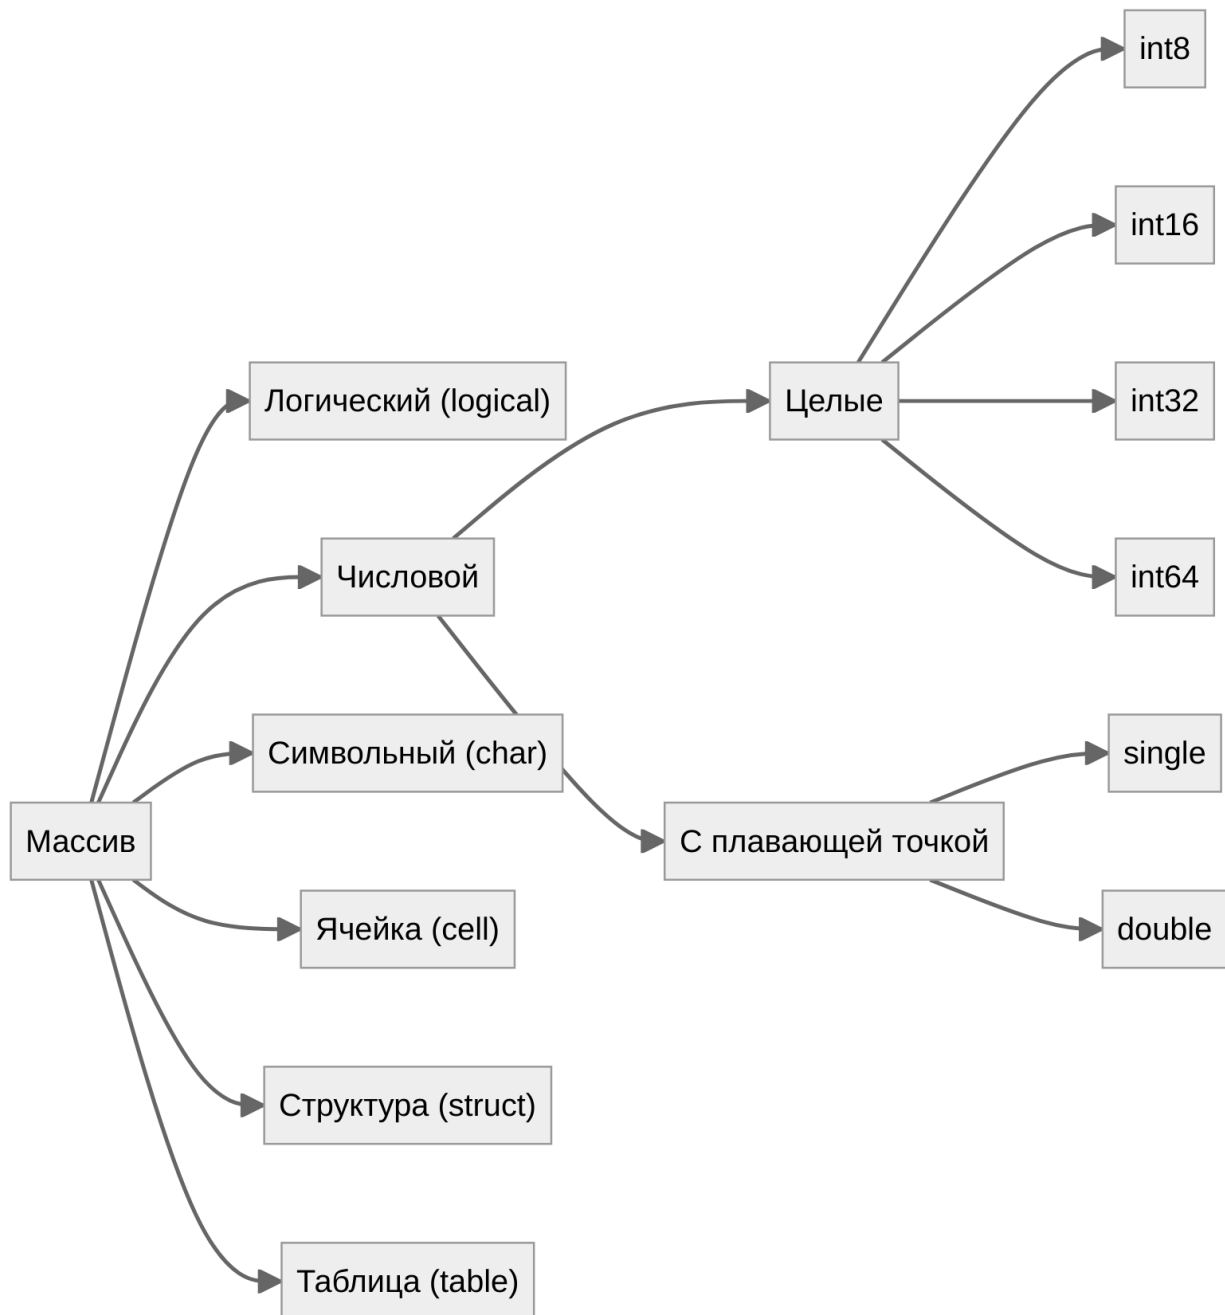 int8
int16
Логический (logical)
Целые
int32
Числовой
int64
Символьный (char)
single
Массив
С плавающей точкой
Ячейка (cell)
double
Структура (struct)
Таблица (table)